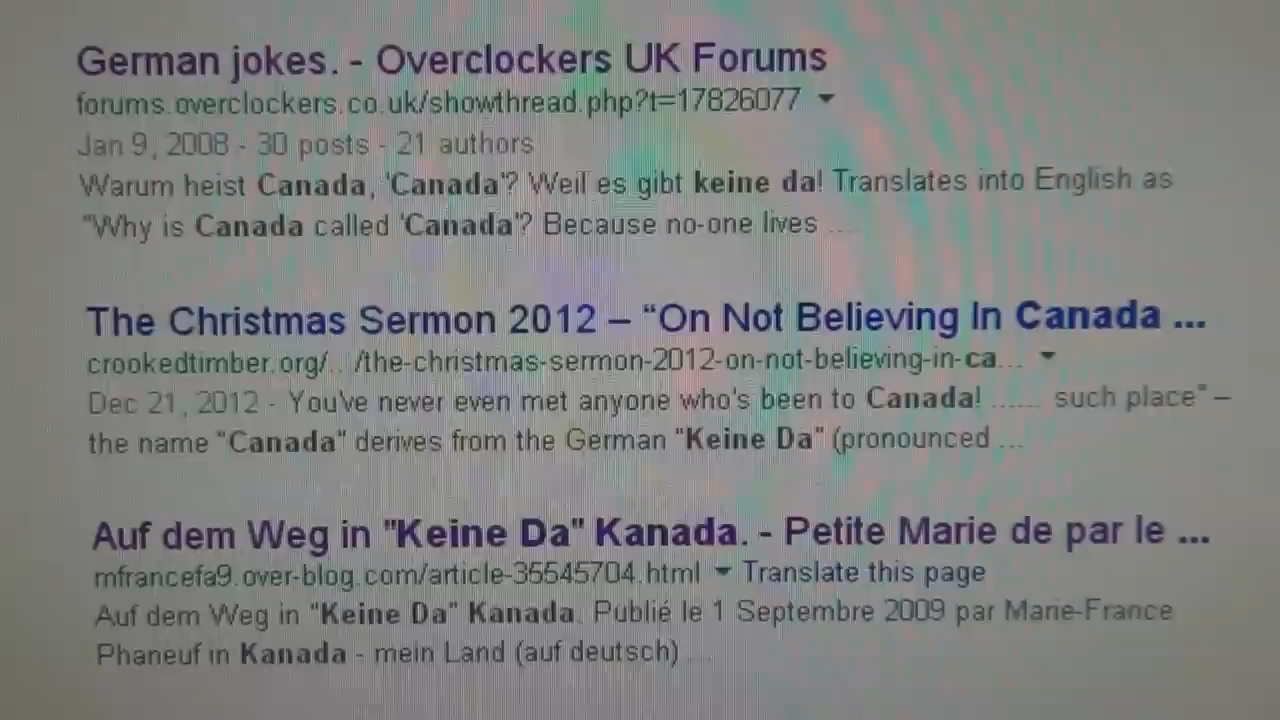 German jokes. - Overclockers UK Forums
forums.overclockers.co.uk/showthread.php?t=17826077
Jan 9, 2008 - 30 posts - 21 authors
Warum heist Canada, 'Canada'? Weil es gibt keine da! Translates into English as
"Why is Canada called 'Canada'? Because no-one lives ...
The Christmas Sermon 2012 – “On Not Believing In Canada ...
crookedtimber.org/.../the-christmas-sermon-2012-on-not-believing-in-ca...
Dec 21, 2012 - You've never even met anyone who's been to Canada! ...... such place" –
the name "Canada" derives from the German "Keine Da" (pronounced ...
Auf dem Weg in "Keine Da" Kanada. - Petite Marie de par le ...
mfrancefa9.over-blog.com/article-35545704.html Translate this page
Auf dem Weg in "Keine Da" Kanada. Publié le 1 Septembre 2009 par Marie-France
Phaneuf in Kanada - mein Land (auf deutsch) ...